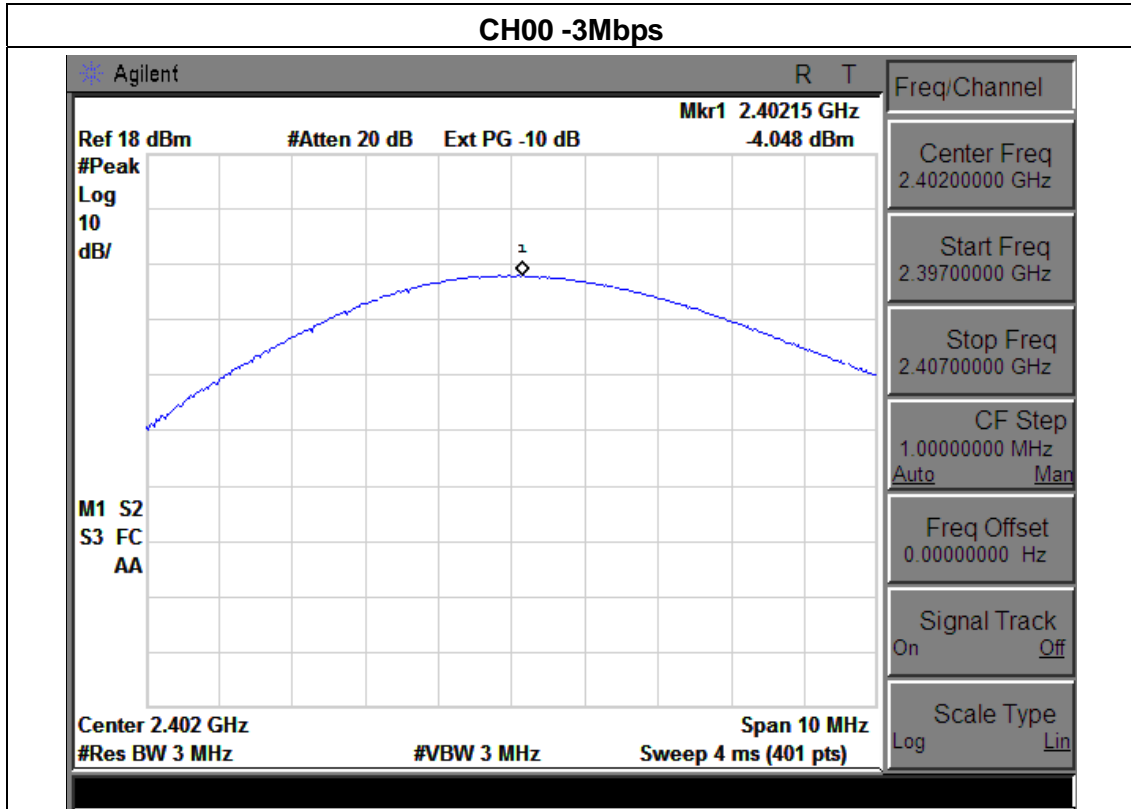 CH00 -3Mbps
Agilent
R T
Mkr1 2.40215 GHz
Ref 18 dBm #Atten 20 dB Ext PG -10 dB -4.048 dBm
#Peak
Log
10
dB/
1
M1 S2
S3 FC
AA
Center 2.402 GHz Span 10 MHz
#Res BW 3 MHz #VBW 3 MHz Sweep 4 ms (401 pts)
Freq/Channel
Center Freq
2.40200000 GHz
Start Freq
2.39700000 GHz
Stop Freq
2.40700000 GHz
CF Step
1.00000000 MHz
Auto Man
Freq Offset
0.00000000 Hz
Signal Track
On Off
Scale Type
Log Lin